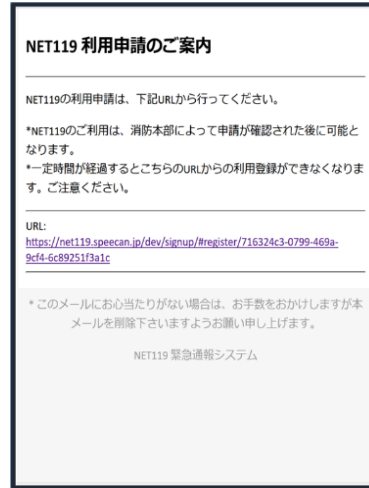 NET119 利用申請のご案内
NET119の利用申請は、下記URLから行ってください。
*NET119のご利用は、消防本部によって申請が確認された後に可能と
なります。
*一定時間が経過するとこちらのURLからの利用登録ができなくなりま
す。ご注意ください。
URL:
https://net119.speecan.jp/dev/signup/#register/716324c3-0799-469a-
9cf4-6c89251f3a1c
* このメールにお心当たりがない場合は、お手数をおかけしますが本
メールを削除下さいますようお願い申し上げます。
NET119 緊急通報システム